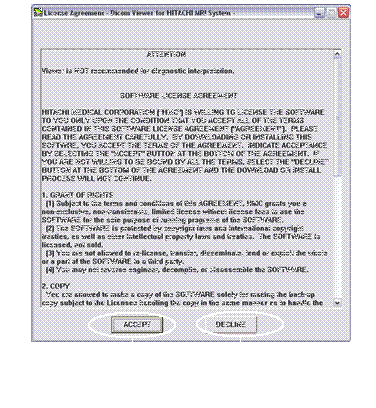 License Agreement - Dicom Viewer for HITACHI MRI System -
ATTENTION
Viewer is NOT recommended for diagnostic interpretation.
SOFTWARE LICENSE AGREEMENT
HITACHI MEDICAL CORPORATION ("HMC") IS WILLING TO LICENSE THE SOFTWARE
TO YOU ONLY UPON THE CONDITION THAT YOU ACCEPT ALL OF THE TERMS
CONTAINED IN THIS SOFTWARE LICENSE AGREEMENT ("AGREEMENT"). PLEASE
READ THE AGREEMENT CAREFULLY. BY DOWNLOADING OR INSTALLING THIS
SOFTWARE, YOU ACCEPT THE TERMS OF THE AGREEMENT. INDICATE ACCEPTANCE
BY SELECTING THE "ACCEPT" BUTTON AT THE BOTTOM OF THE AGREEMENT. IF
YOU ARE NOT WILLING TO BE BOUND BY ALL THE TERMS, SELECT THE "DECLINE"
BUTTON AT THE BOTTOM OF THE AGREEMENT AND THE DOWNLOAD OR INSTALL
PROCESS WILL NOT CONTINUE.
1. GRANT OF RIGHTS
(1) Subject to the terms and conditions of this AGREEMENT, HMC grants you a
non-exclusive, non-transferable, limited license without license fees to use the
SOFTWARE for the sole purpose of running programs of the SOFTWARE.
(2) The SOFTWARE is protected by copyright laws and international copyright
treaties, as well as other intellectual property laws and treaties. The SOFTWARE is
licensed, not sold.
(3) You are not allowed to re-license, transfer, disseminate, lend or exploit the whole
or a part of the SOFTWARE to a third party.
(4) You may not reverse engineer, decompile, or disassemble the SOFTWARE.
2. COPY
You are allowed to make a copy of the SOFTWARE solely for making the back-up
copy subject to the Licensee handling the copy in the same manner as to handle the
ACCEPT
DECLINE